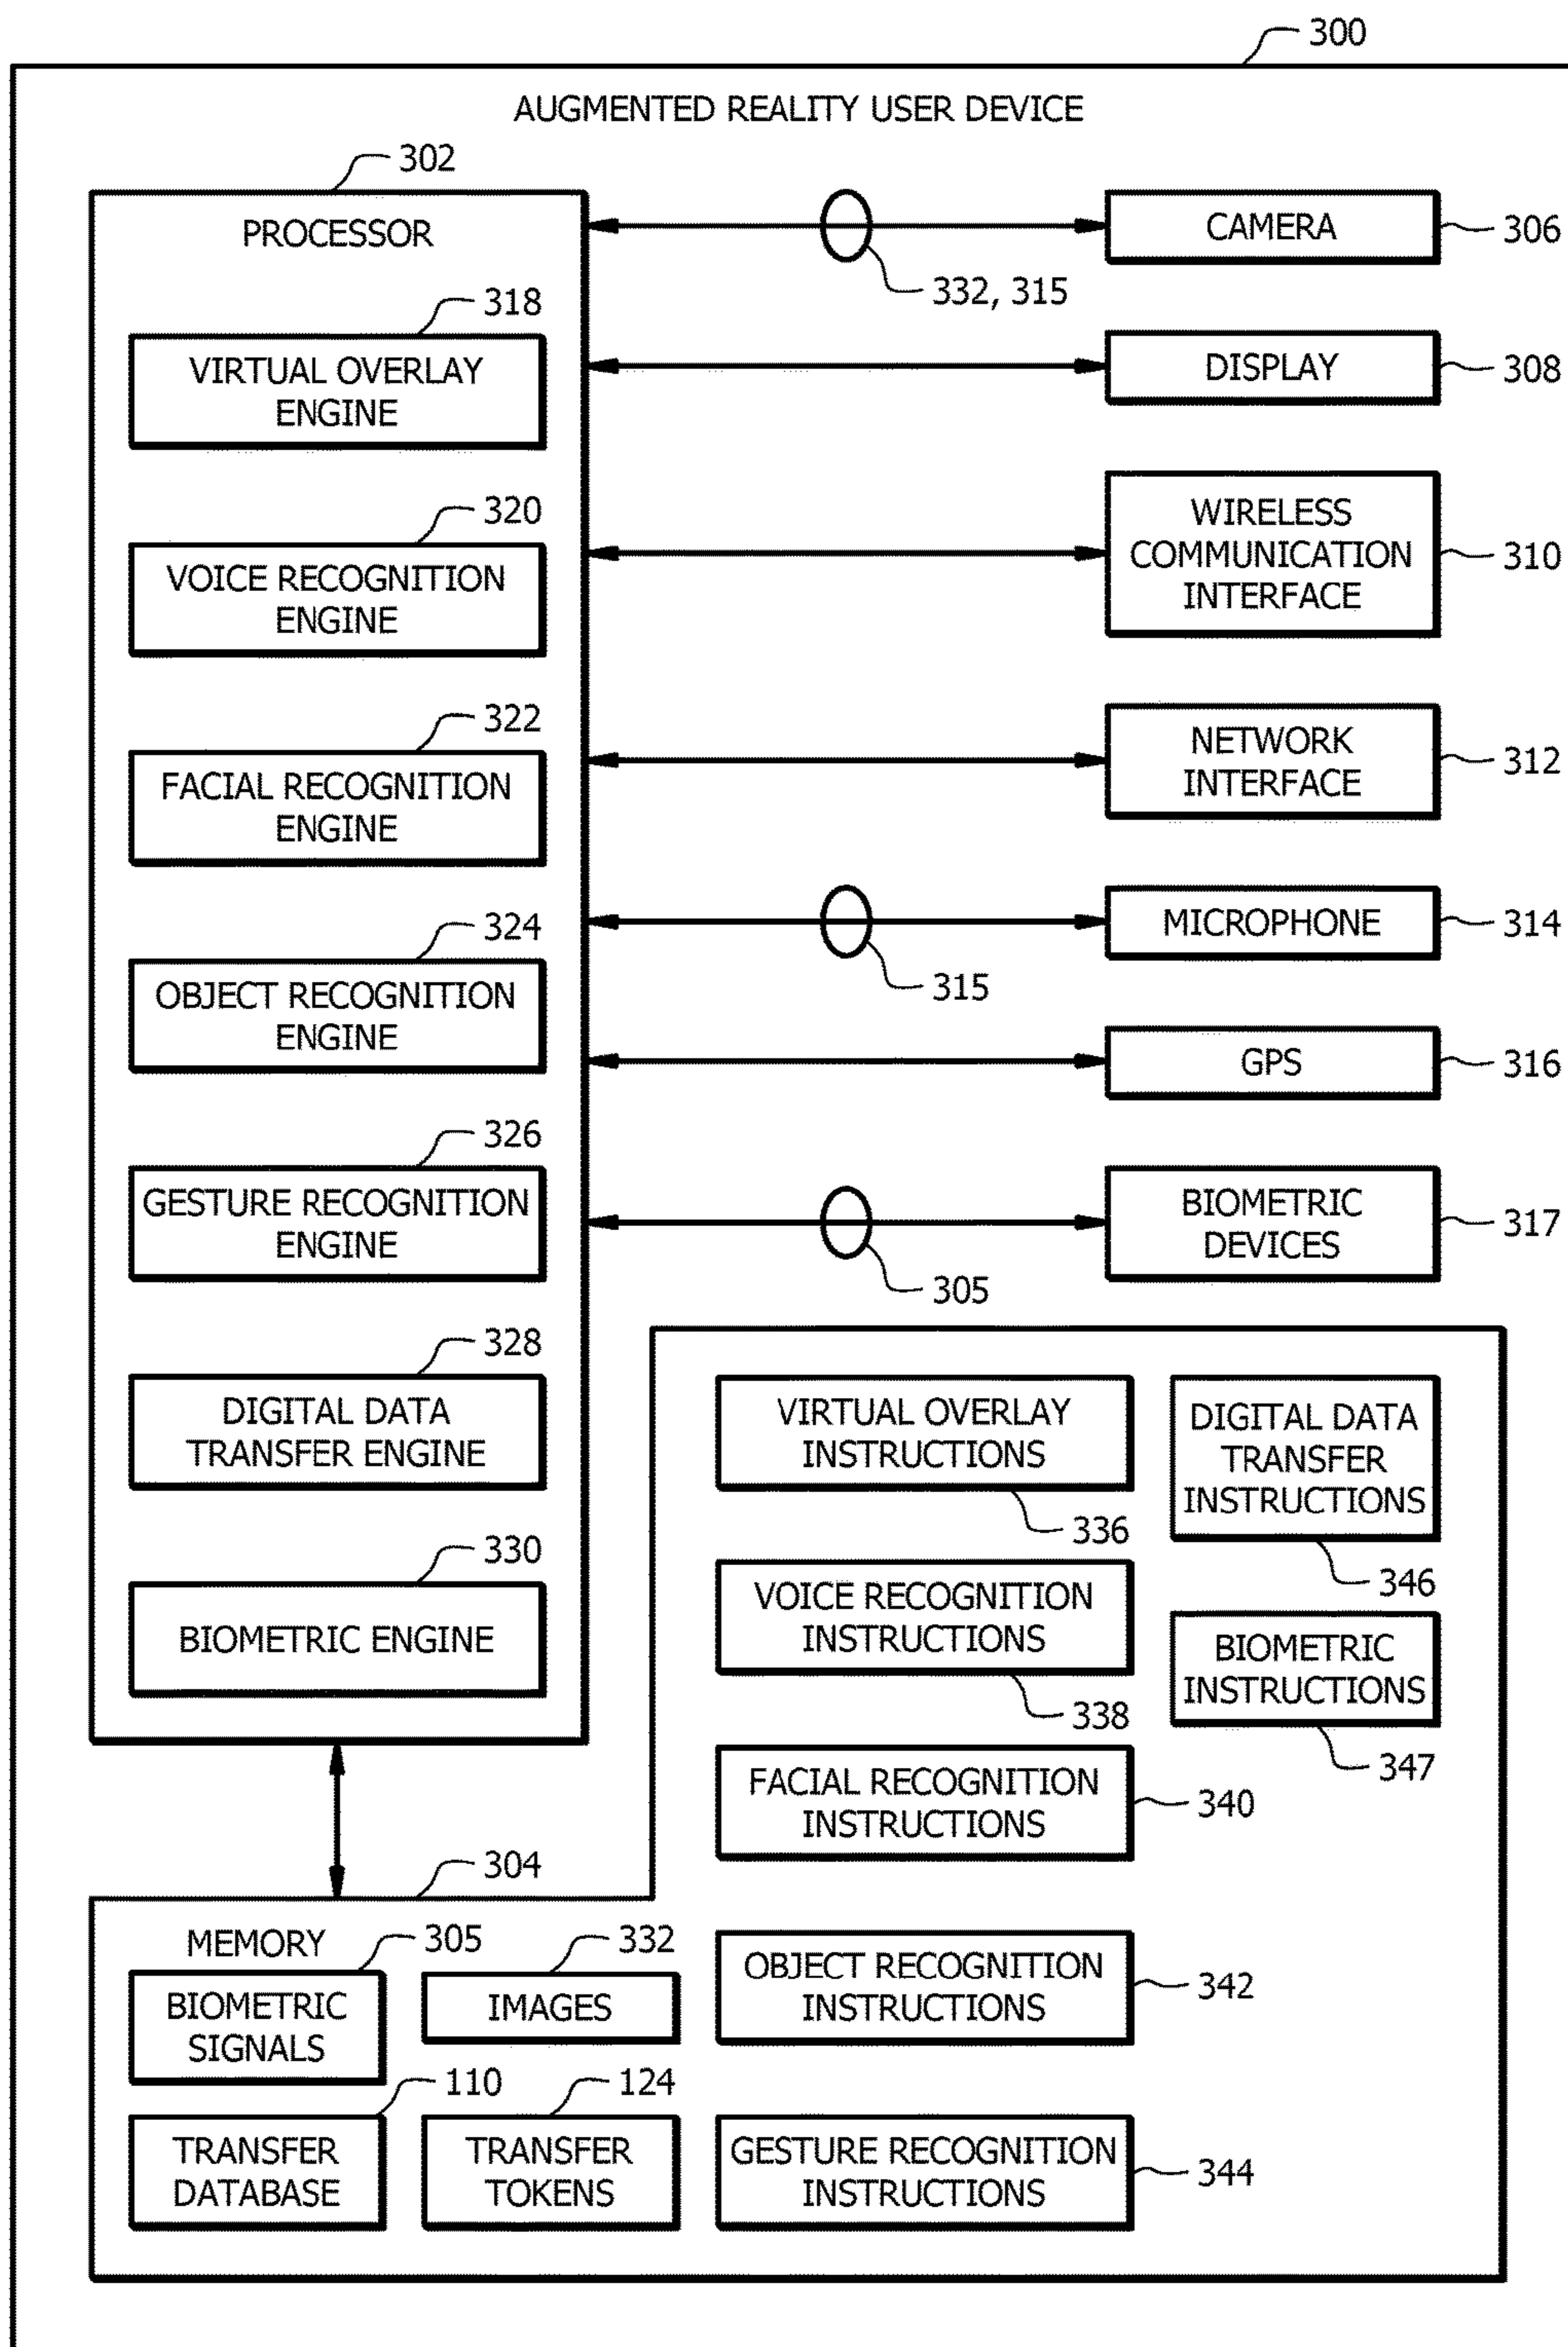 300
AUGMENTED REALITY USER DEVICE
302
PROCESSOR
318
VIRTUAL OVERLAY
ENGINE
320
VOICE RECOGNITION
ENGINE
322
FACIAL RECOGNITION
ENGINE
324
OBJECT RECOGNITION
ENGINE
326
GESTURE RECOGNITION
ENGINE
328
DIGITAL DATA
TRANSFER ENGINE
330
BIOMETRIC ENGINE
332, 315
CAMERA
306
DISPLAY
308
WIRELESS
COMMUNICATION
INTERFACE
310
NETWORK
INTERFACE
312
MICROPHONE
314
315
GPS
316
BIOMETRIC
DEVICES
317
305
304
MEMORY
305
BIOMETRIC
SIGNALS
332
IMAGES
110
TRANSFER
DATABASE
124
TRANSFER
TOKENS
VIRTUAL OVERLAY
INSTRUCTIONS
336
VOICE RECOGNITION
INSTRUCTIONS
338
FACIAL RECOGNITION
INSTRUCTIONS
340
OBJECT RECOGNITION
INSTRUCTIONS
342
GESTURE RECOGNITION
INSTRUCTIONS
344
DIGITAL DATA
TRANSFER
INSTRUCTIONS
346
BIOMETRIC
INSTRUCTIONS
347